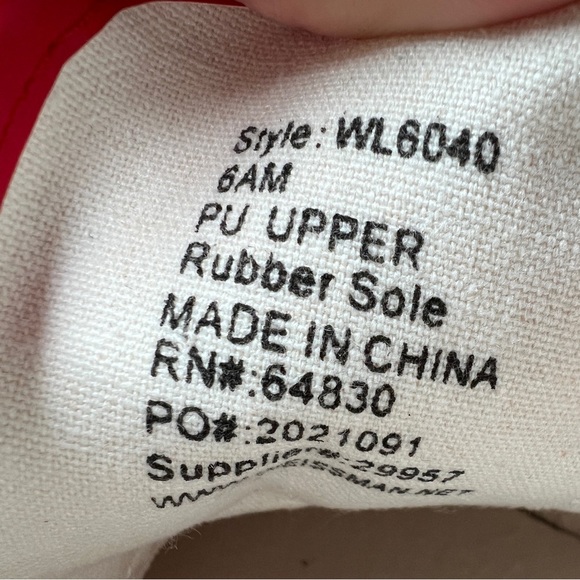 Style: WL6040
6AM
PU UPPER
Rubber Sole
MADE IN CHINA
RN#:64830
PO#:2021091
Supplier#:29957